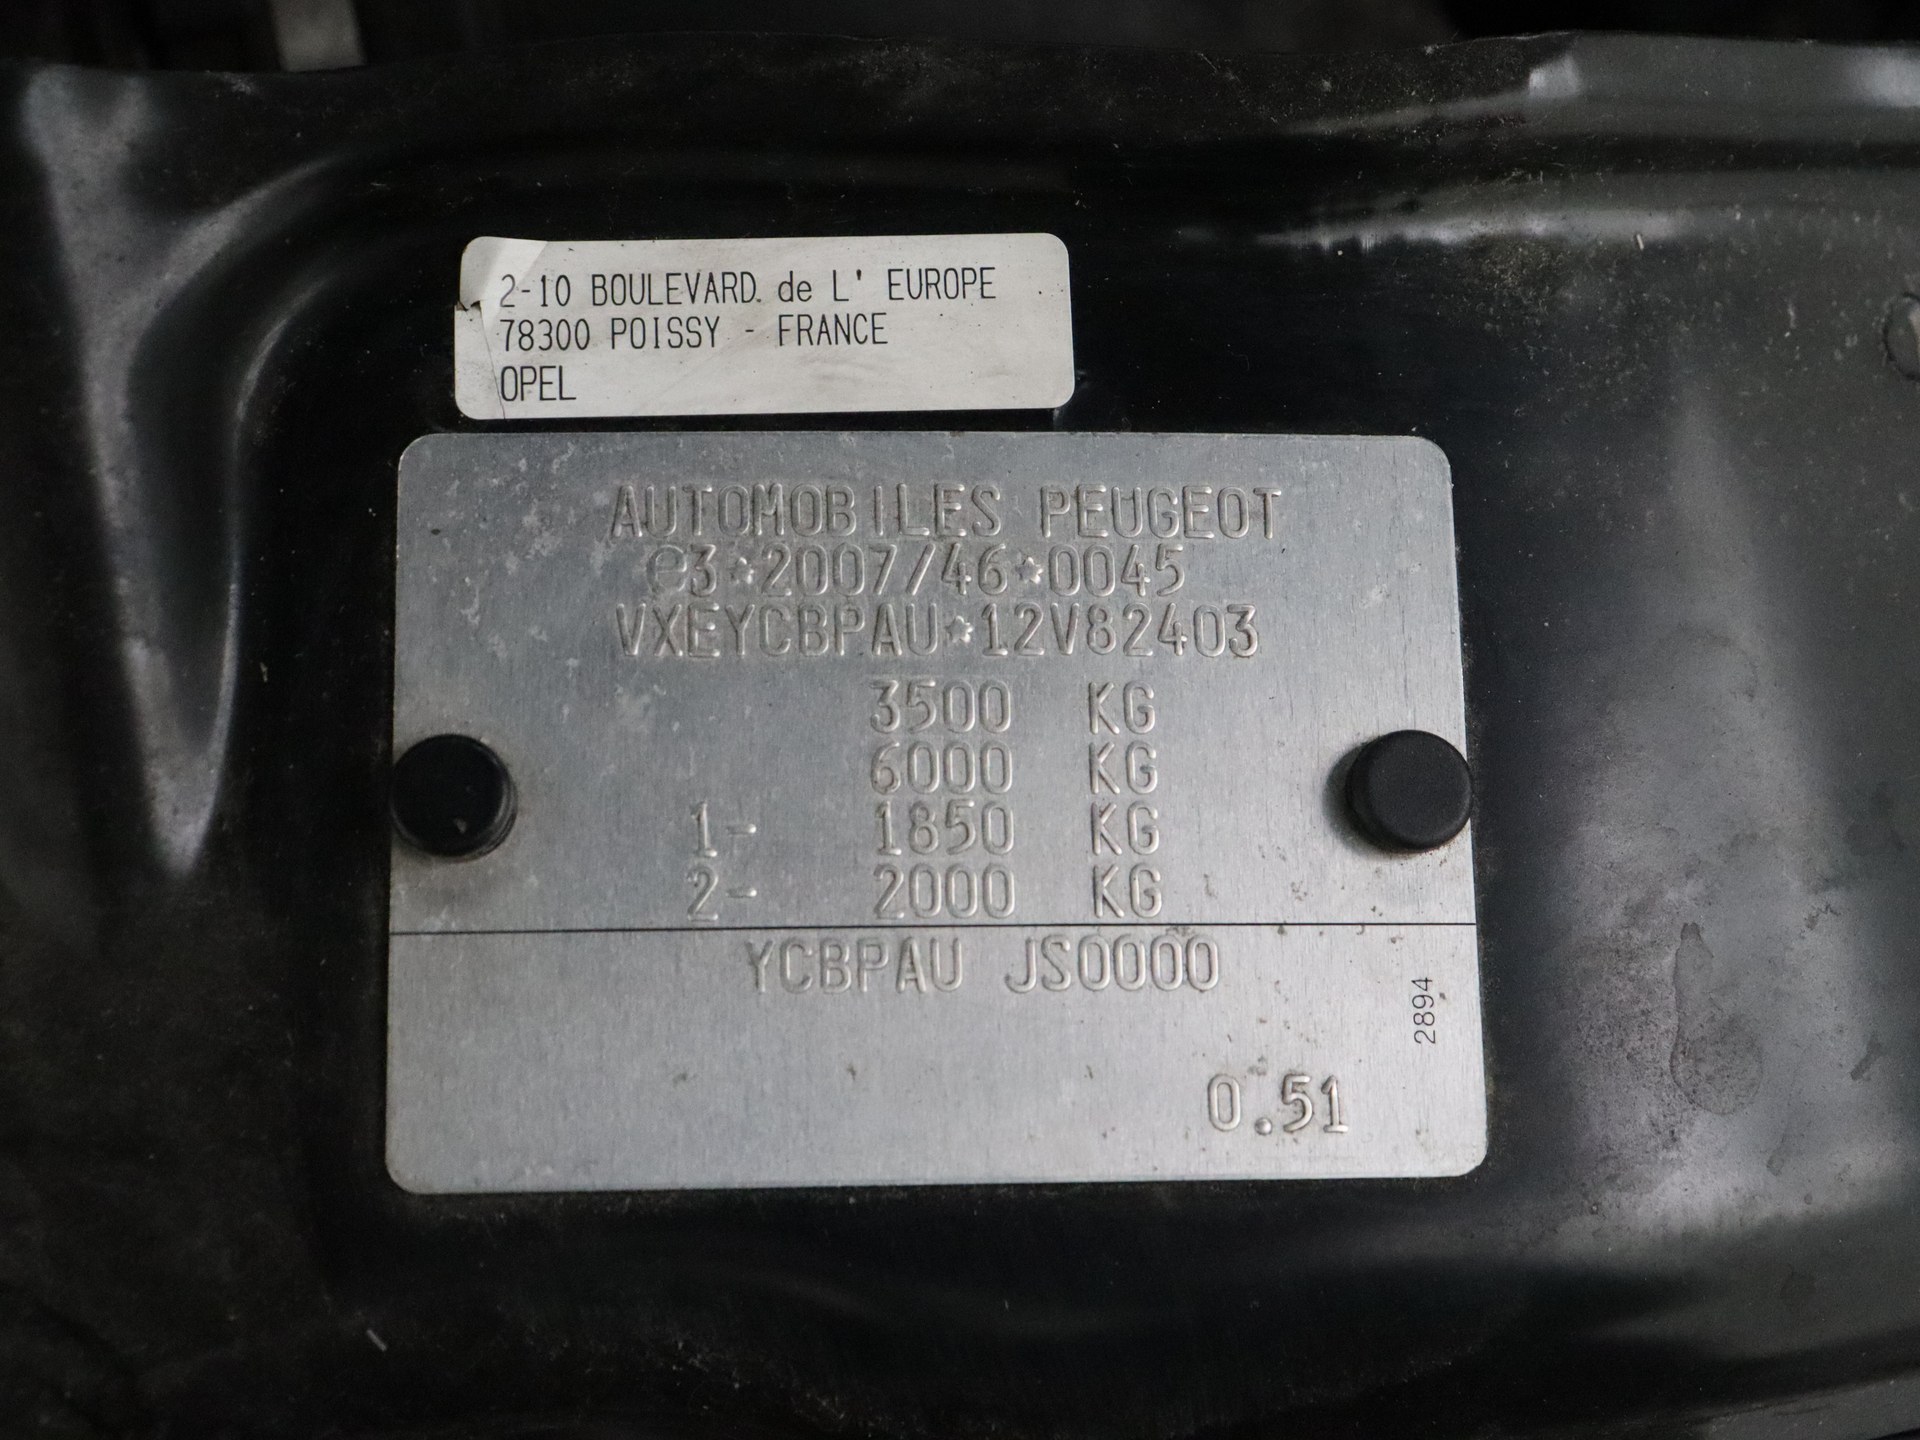 2-10 BOULEVARD. de L' EUROPE
78300 POISSY - FRANCE
OPEL
AUTOMOBILES PEUGEOT
e3*2007/46*0045
VXEYCBPAU*12V82403
3500 KG
6000 KG
1- 1850 KG
2- 2000 KG
YCBPAU JS0000
2894
0.51